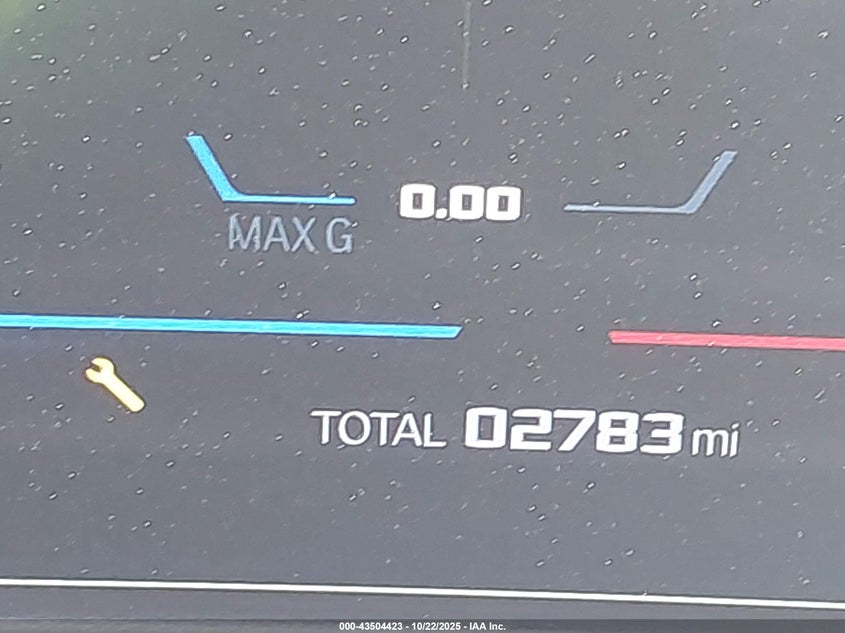 0.00
MAX G
TOTAL 02783 mi
000-43504423 - 10/22/2025 - IAA Inc.